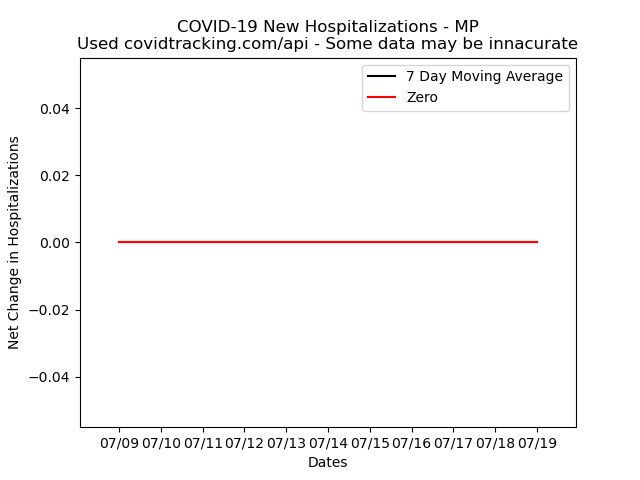 COVID-19 New Hospitalizations - MP
Used covidtracking.com/api - Some data may be innacurate
7 Day Moving Average
Zero
Net Change in Hospitalizations
0.04
0.02
0.00
−0.02
−0.04
07/09 07/10 07/11 07/12 07/13 07/14 07/15 07/16 07/17 07/18 07/19
Dates